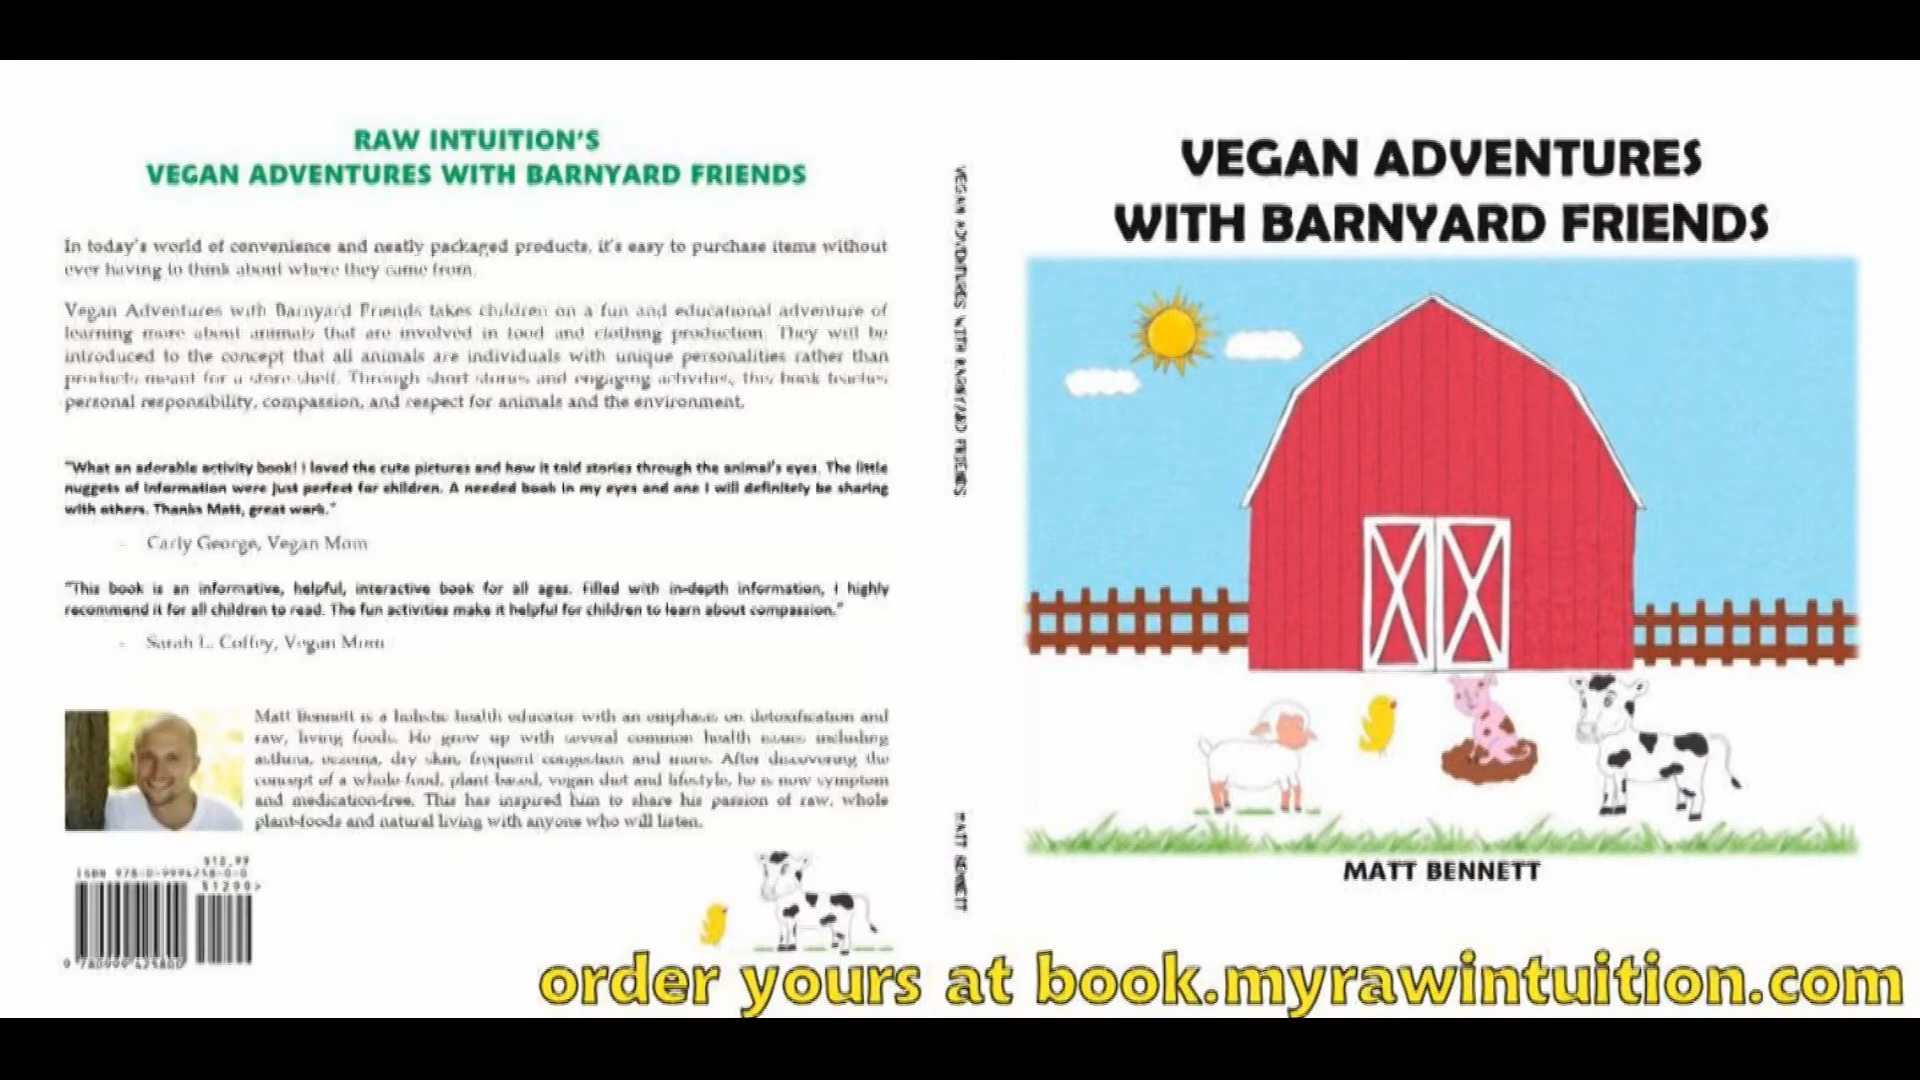 RAW INTUITION'S
VEGAN ADVENTURES WITH BARNYARD FRIENDS
In today's world of convenience and neatly packaged products, it's easy to purchase items without
ever having to think about where they came from.
Vegan Adventures with Barnyard Friends takes children on a fun and educational adventure of
learning more about animals that are involved in food and clothing production. They will be
introduced to the concept that all animals are individuals with unique personalities rather than
products meant for a store shelf. Through short stories and engaging activities, this book teaches
personal responsibility, compassion, and respect for animals and the environment.
"What an adorable activity book! I loved the cute pictures and how it told stories through the animal's eyes. The little
nuggets of information were just perfect for children. A needed book in my eyes and one I will definitely be sharing
with others. Thanks Matt, great work."
- Carly George, Vegan Mom
"This book is an informative, helpful, interactive book for all ages. Filled with in-depth information, I highly
recommend it for all children to read. The fun activities make it helpful for children to learn about compassion."
- Sarah L. Coffey, Vegan Mom
Matt Bennett is a holistic health educator with an emphasis on detoxification and
raw, living foods. He grew up with several common health issues including
asthma, eczema, dry skin, frequent congestion and more. After discovering the
concept of a whole-food, plant-based, vegan diet and lifestyle, he is now symptom
and medication-free. This has inspired him to share his passion of raw, whole
plant-foods and natural living with anyone who will listen.
$12.99
ISBN 978-0-9994258-0-0
51299>
9 780999 425800
VEGAN ADVENTURES WITH BARNYARD FRIENDS
MATT BENNETT
VEGAN ADVENTURES
WITH BARNYARD FRIENDS
MATT BENNETT
order yours at book.myrawintuition.com